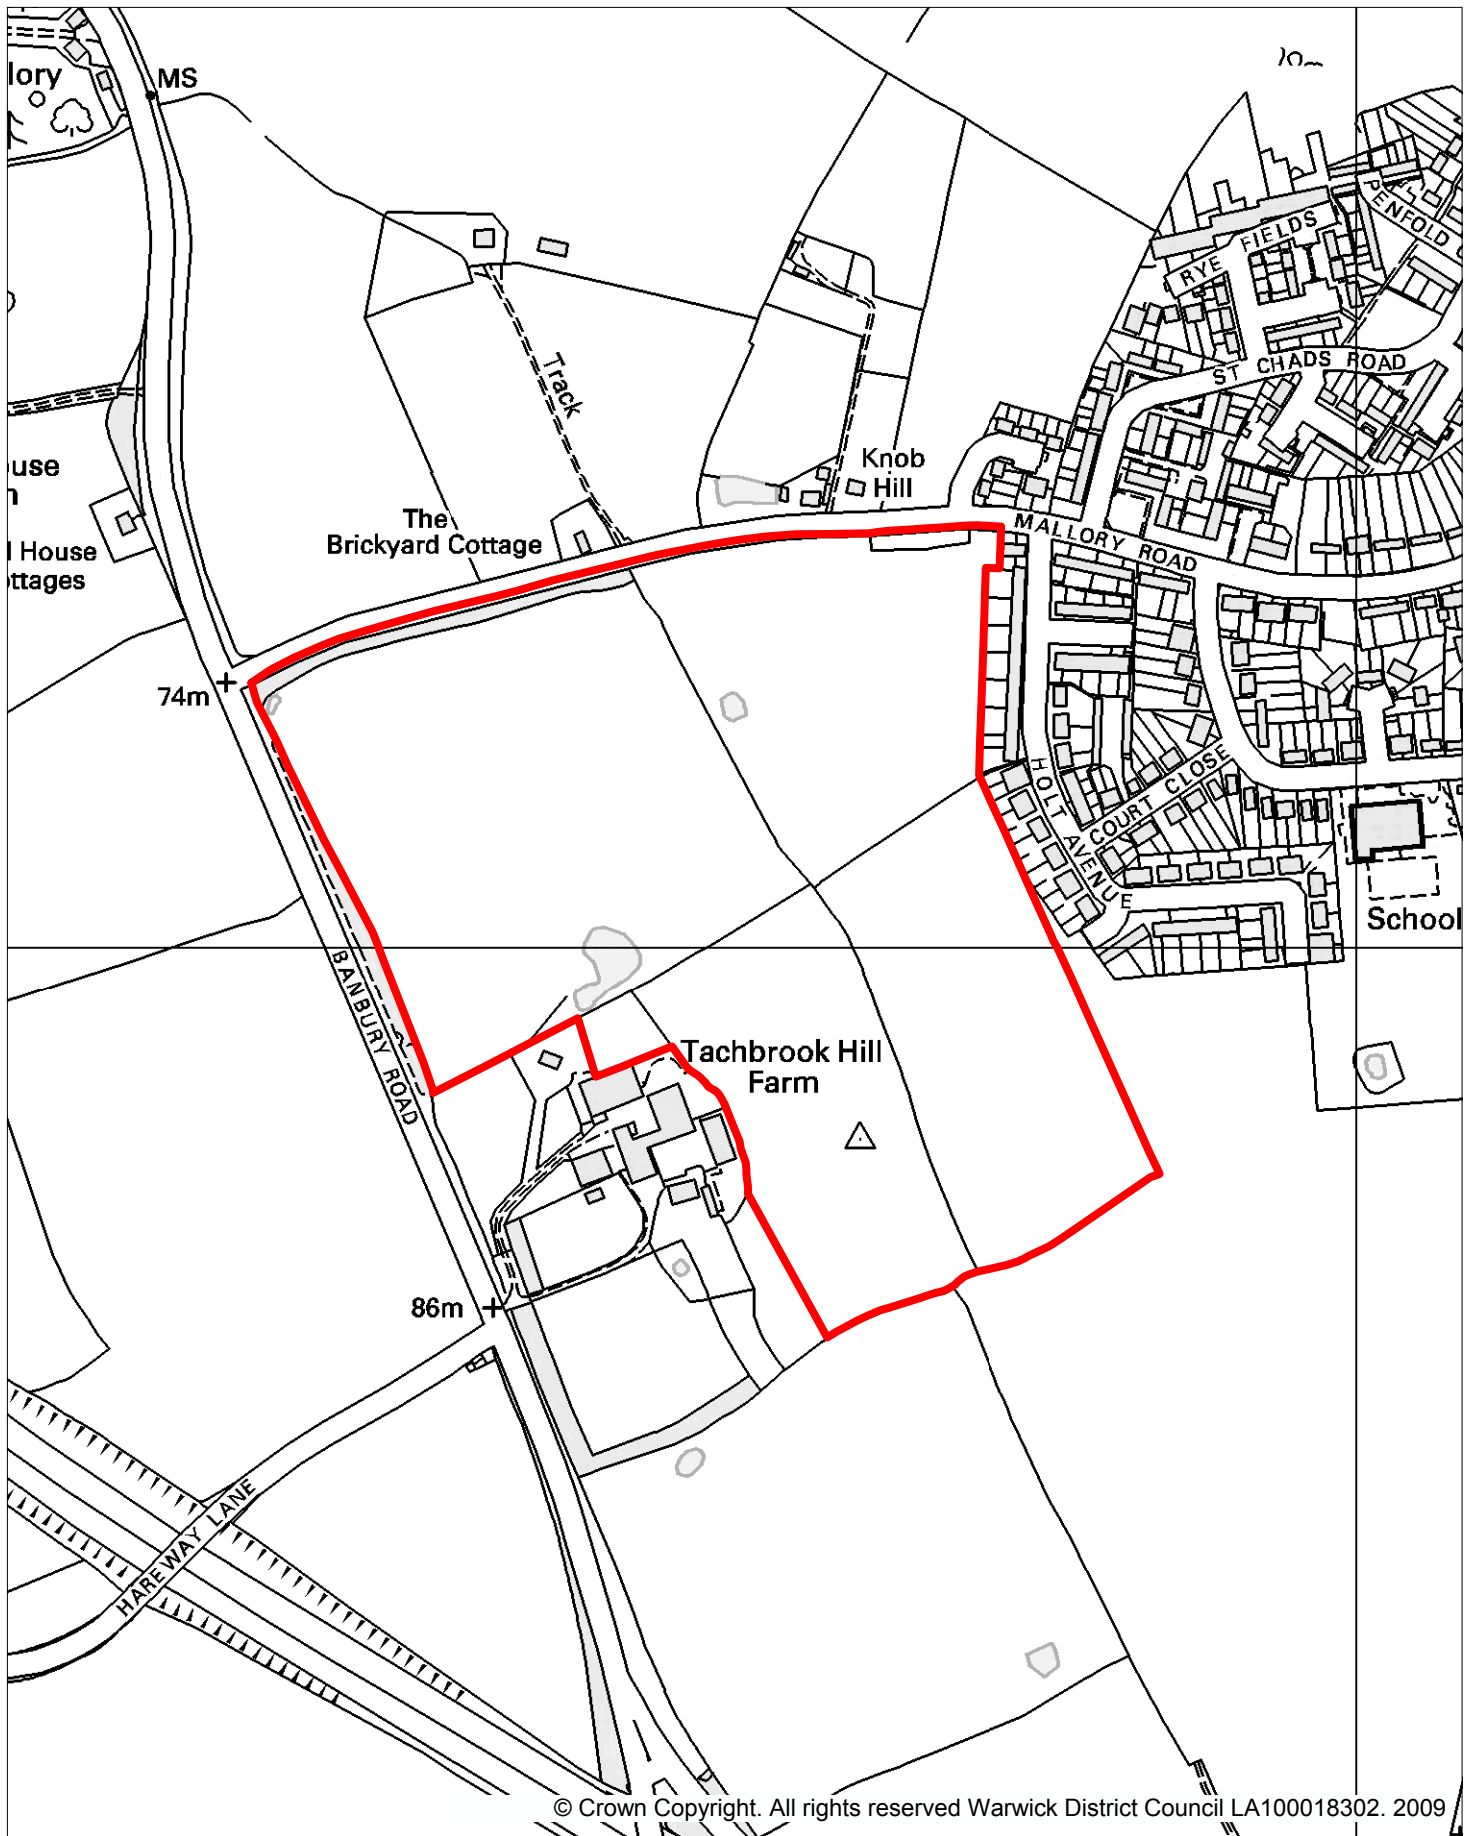 lory
MS
RYE FIELDS
PENFOLD
ST CHADS ROAD
Track
Knob
Hill
use
The
Brickyard Cottage
MALLORY ROAD
House
ottages
74m
HOLT AVENUE
COURT CLOSE
School
BANBURY ROAD
Tachbrook Hill
Farm
86m
HAREWAY LANE
© Crown Copyright. All rights reserved Warwick District Council LA100018302. 2009